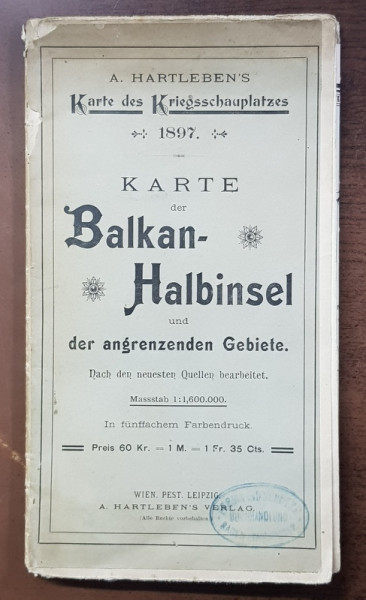 A. HARTLEBEN'S
Karte des Kriegsschauplatzes
1897.
KARTE
der
Balkan-
Halbinsel
und
der angrenzenden Gebiete.
Nach den neuesten Quellen bearbeitet.
Massstab 1:1,600.000.
In fünffachem Farbendruck.
Preis 60 Kr. = 1 M. = 1 Fr. 35 Cts.
WIEN. PEST. LEIPZIG.
A. HARTLEBEN'S VERLAG.
(Alle Rechte vorbehalten.)